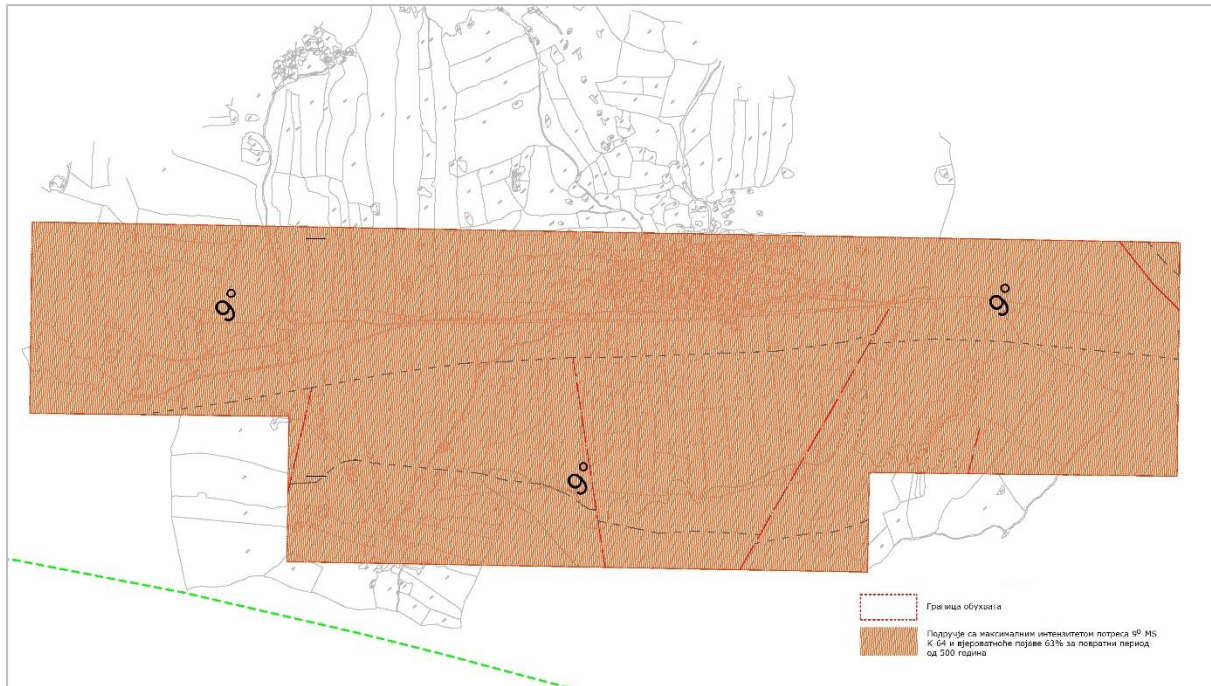 9°
9°
9°
Граница обухвата
Подручје са максималним интензитетом потреса 9⁰ MS
К-64 и вјероватноће појаве 63% за повратни период
од 500 година